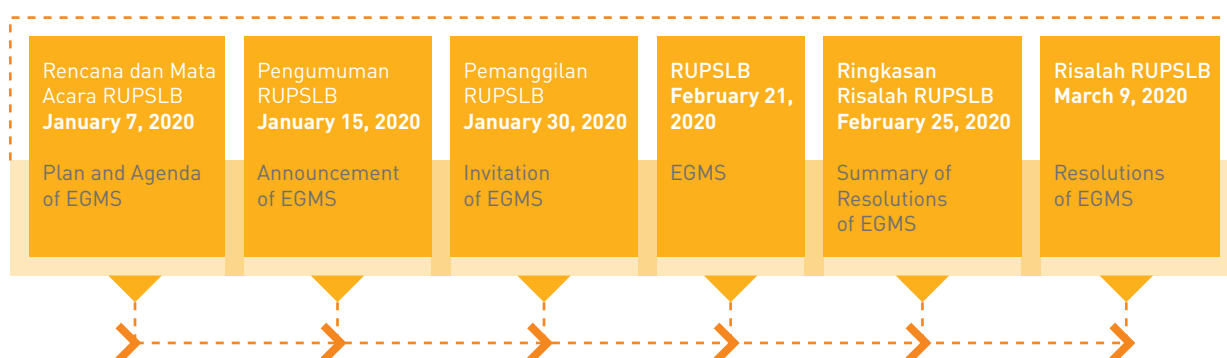 Rencana dan Mata
Acara RUPSLB
January 7, 2020
Plan and Agenda
of EGMS
Pengumuman
RUPSLB
January 15, 2020
Announcement
of EGMS
Pemanggilan
RUPSLB
January 30, 2020
Invitation
of EGMS
RUPSLB
February 21,
2020
EGMS
Ringkasan
Risalah RUPSLB
February 25, 2020
Summary of
Resolutions
of EGMS
Risalah RUPSLB
March 9, 2020
Resolutions
of EGMS